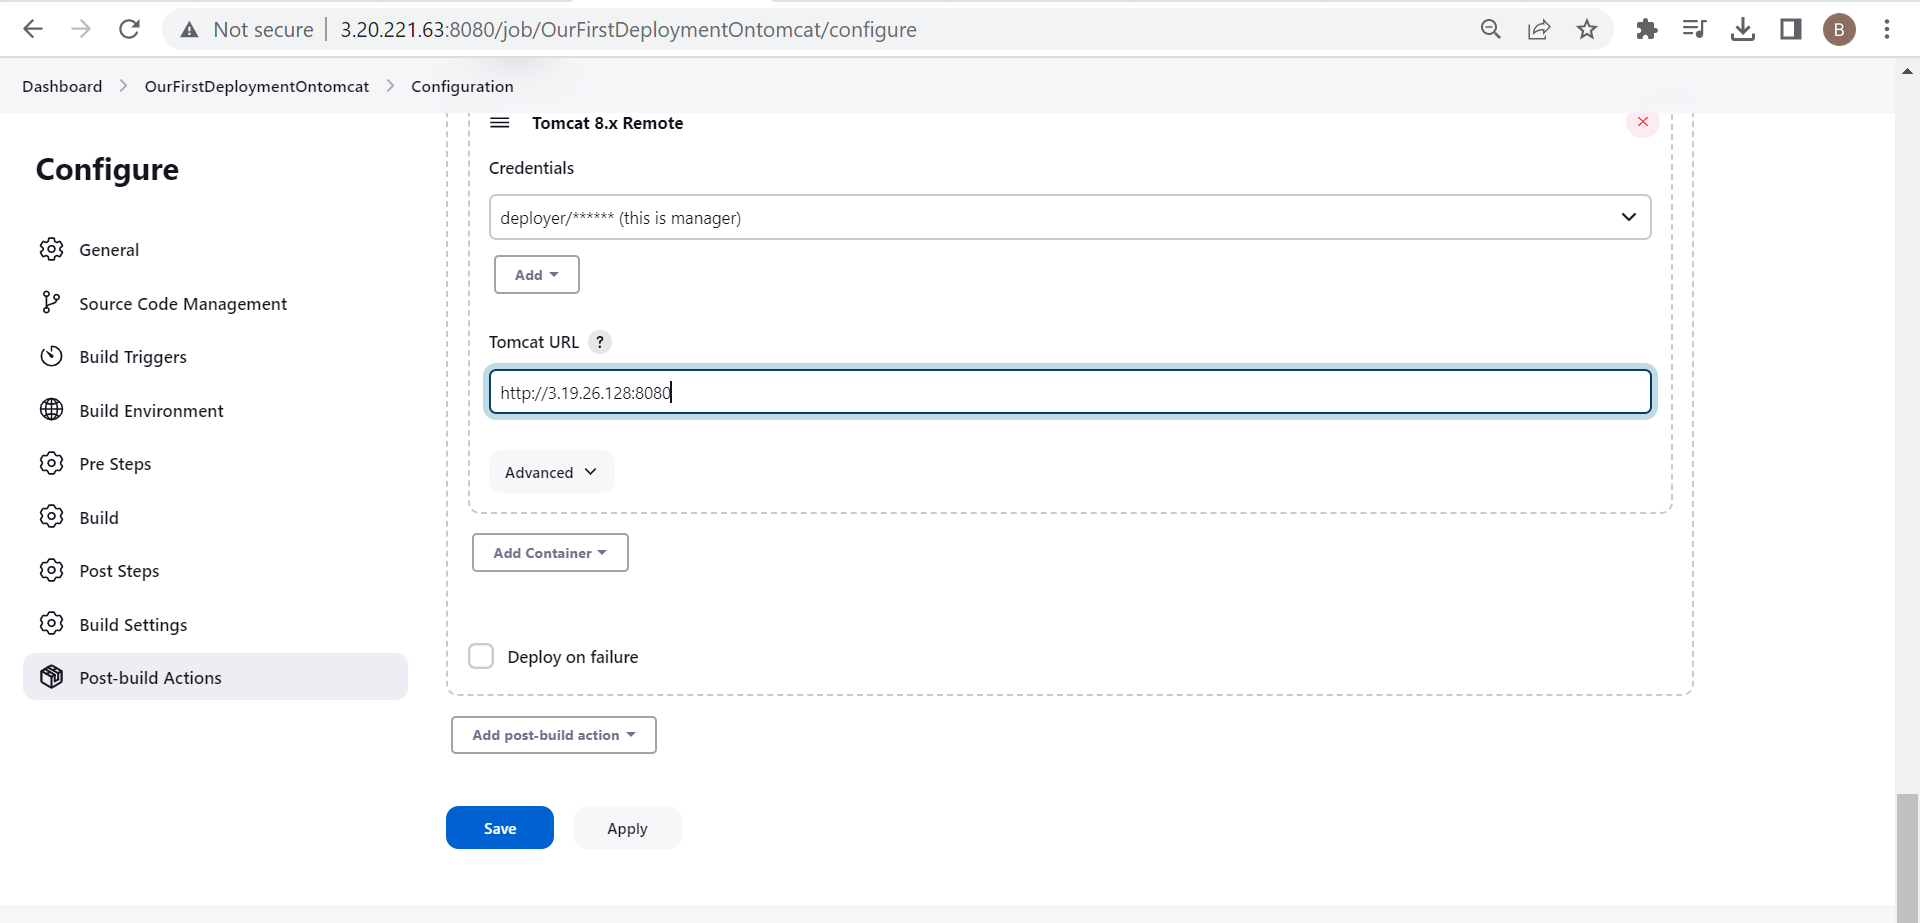 Not secure
3.20.221.63:8080/job/OurFirstDeploymentOntomcat/configure
B
Dashboard
OurFirstDeploymentOntomcat
Configuration
Configure
General
Source Code Management
Build Triggers
Build Environment
Pre Steps
Build
Post Steps
Build Settings
Post-build Actions
Tomcat 8.x Remote
Credentials
deployer/****** (this is manager)
Add
Tomcat URL ?
http://3.19.26.128:8080
Advanced
Add Container
Deploy on failure
Add post-build action
Save
Apply